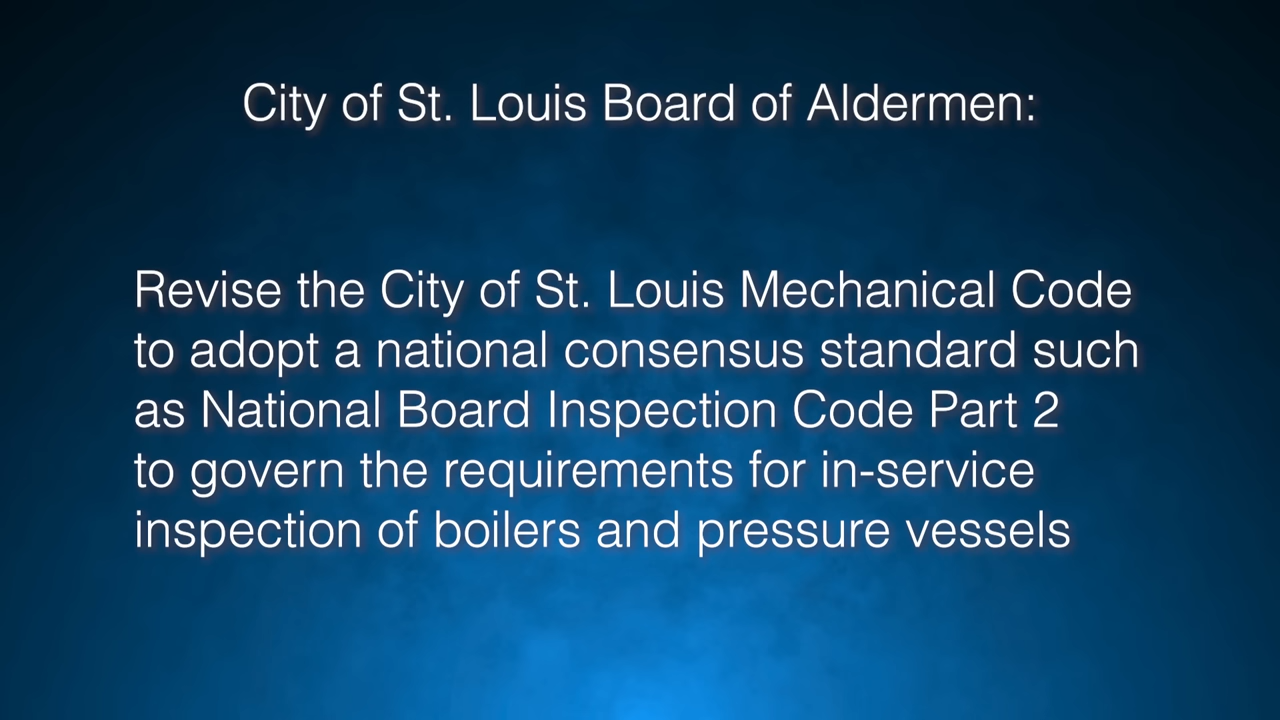 City of St. Louis Board of Aldermen:
Revise the City of St. Louis Mechanical Code
to adopt a national consensus standard such
as National Board Inspection Code Part 2
to govern the requirements for in-service
inspection of boilers and pressure vessels